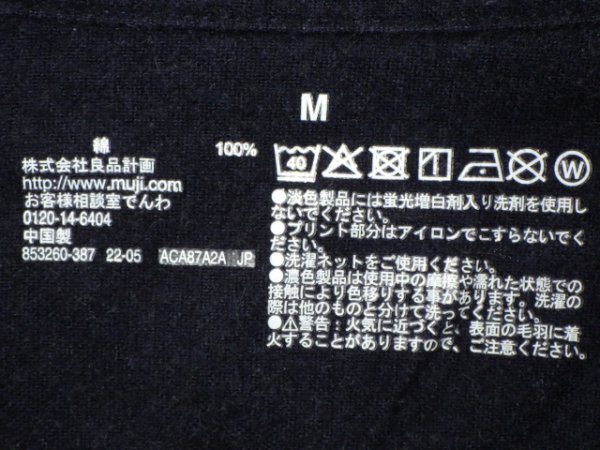 M
綿 100%
株式会社良品計画
http://www.muji.com
お客様相談室でんわ
0120-14-6404
中国製
853260-387 22-05 ACA87A2A JP
40 W
●淡色製品には蛍光増白剤入り洗剤を使用し
ないでください。
●プリント部分はアイロンでこすらないでく
ださい。
●洗濯ネットをご使用ください。
●濃色製品は使用中の摩擦や濡れた状態での
接触により色移りする事があります。洗濯の
際は他のものと分けて洗ってください。
●⚠警告：火気に近づくと、表面の毛羽に着
火することがありますので、ご注意ください。